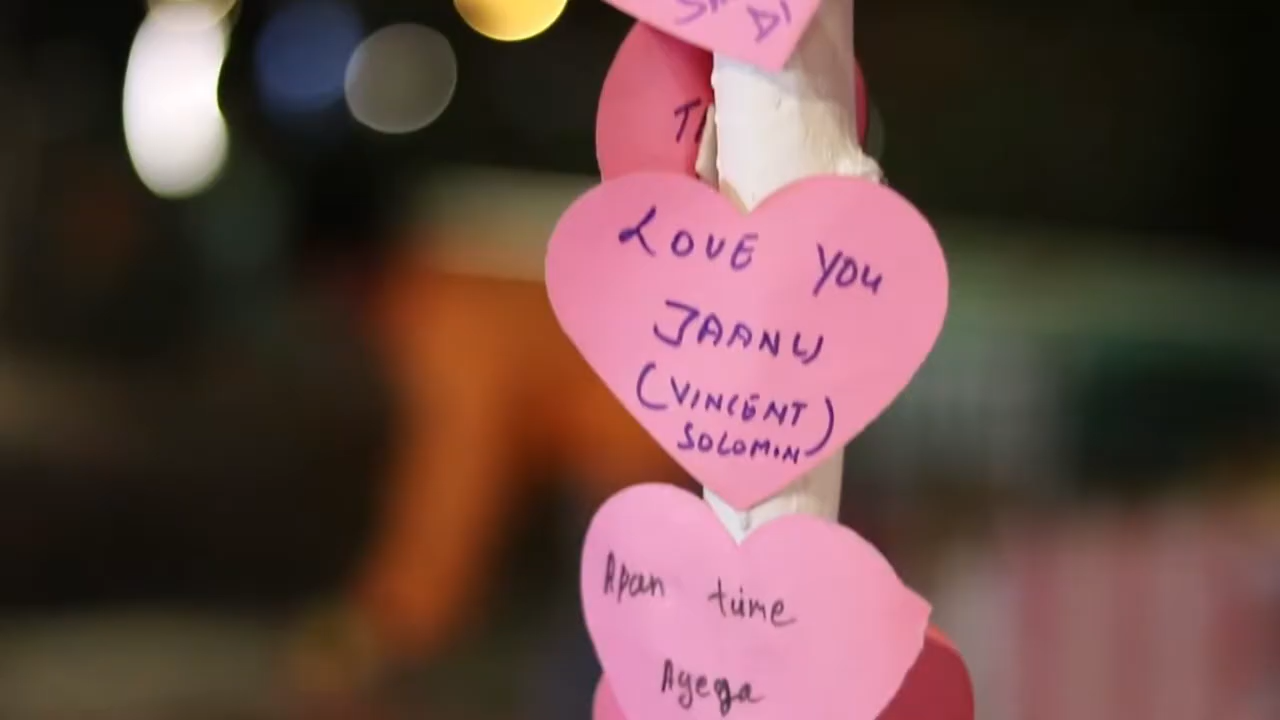 LOVE YOU
JAANU
(VINCENT)
SOLOMIN
Apan time
Ayega